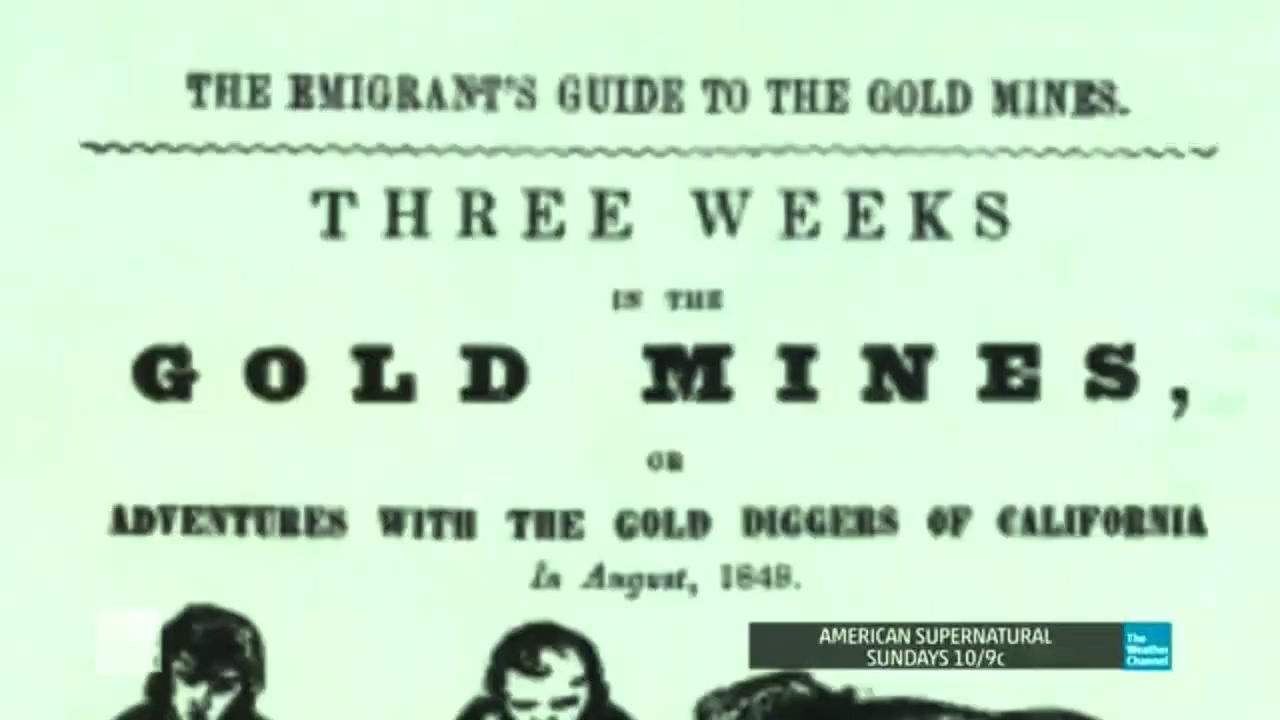 THE EMIGRANT'S GUIDE TO THE GOLD MINES.
THREE WEEKS
IN THE
GOLD MINES,
OR
ADVENTURES WITH THE GOLD DIGGERS OF CALIFORNIA
In August, 1848.
AMERICAN SUPERNATURAL
SUNDAYS 10/9c
The
Weather
Channel